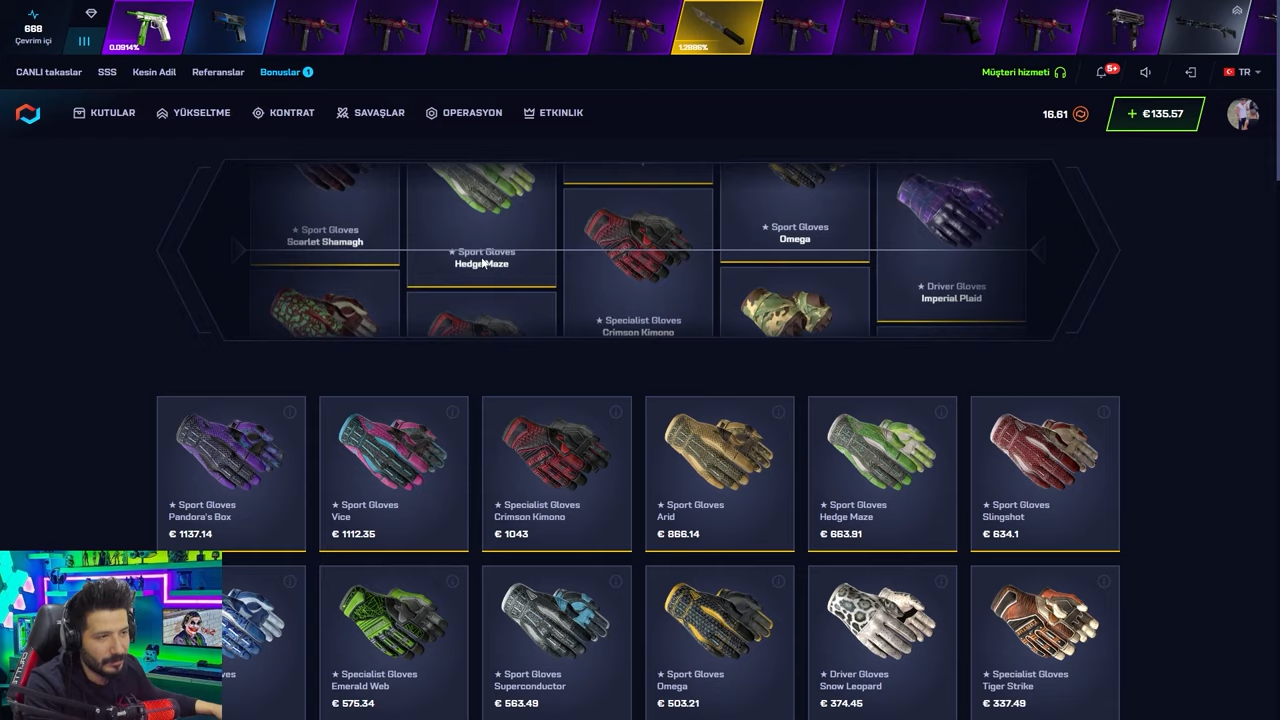 668
Çevrim içi
0.0914%
1.2886%
CANLI takaslar
SSS
Kesin Adil
Referanslar
Bonuslar 1
Müşteri hizmeti
5+
TR
KUTULAR
YÜKSELTME
KONTRAT
SAVAŞLAR
OPERASYON
ETKINLIK
16.61
+ €135.57
★ Sport Gloves
Scarlet Shamagh
★ Sport Gloves
Hedge Maze
★ Specialist Gloves
Crimson Kimono
★ Sport Gloves
Omega
★ Driver Gloves
Imperial Plaid
★ Sport Gloves
Pandora's Box
€ 1137.14
★ Sport Gloves
Vice
€ 1112.35
★ Specialist Gloves
Crimson Kimono
€ 1043
★ Sport Gloves
Arid
€ 866.14
★ Sport Gloves
Hedge Maze
€ 663.91
★ Sport Gloves
Slingshot
€ 634.1
★ Specialist Gloves
Emerald Web
€ 575.34
★ Sport Gloves
Superconductor
€ 563.49
★ Sport Gloves
Omega
€ 503.21
★ Driver Gloves
Snow Leopard
€ 374.45
★ Specialist Gloves
Tiger Strike
€ 337.49